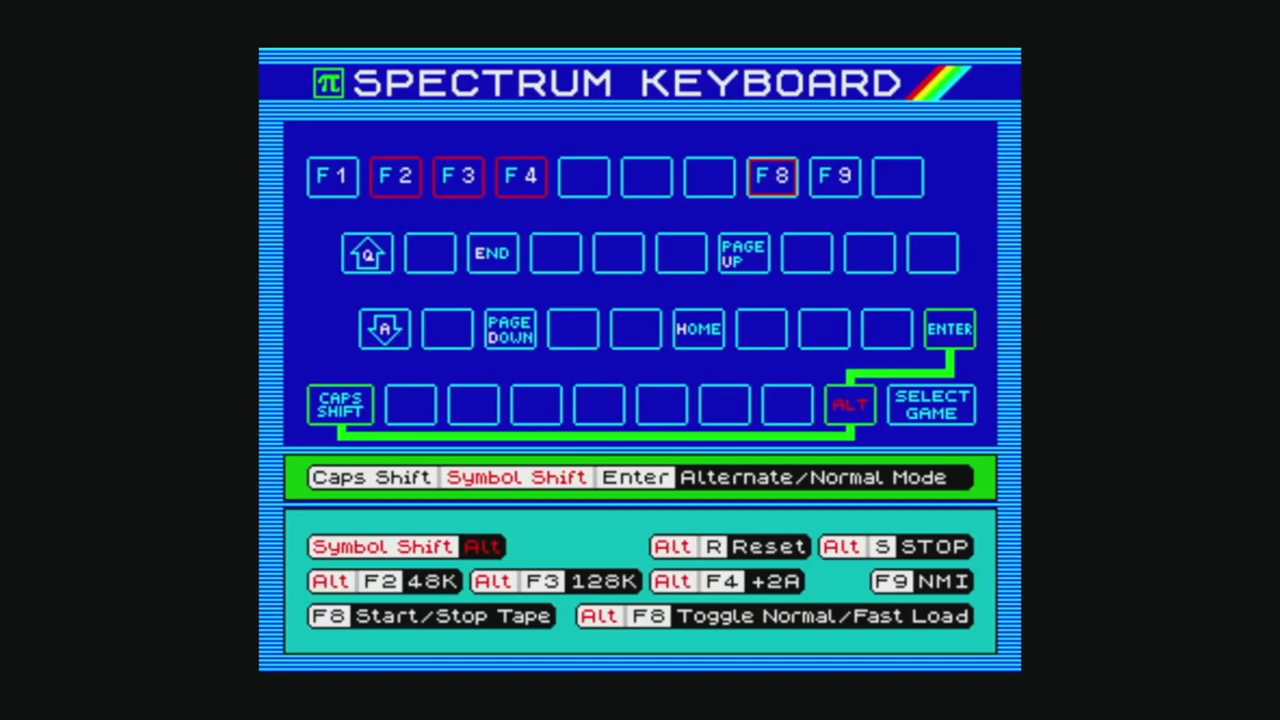 π SPECTRUM KEYBOARD
F1 F2 F3 F4 F8 F9
Q END PAGE UP
A PAGE DOWN HOME ENTER
CAPS SHIFT ALT SELECT GAME
Caps Shift Symbol Shift Enter Alternate/Normal Mode
Symbol Shift Alt Alt R Reset Alt S STOP
Alt F2 48K Alt F3 128K Alt F4 +2A F9 NMI
F8 Start/Stop Tape Alt F8 Toggle Normal/Fast Load